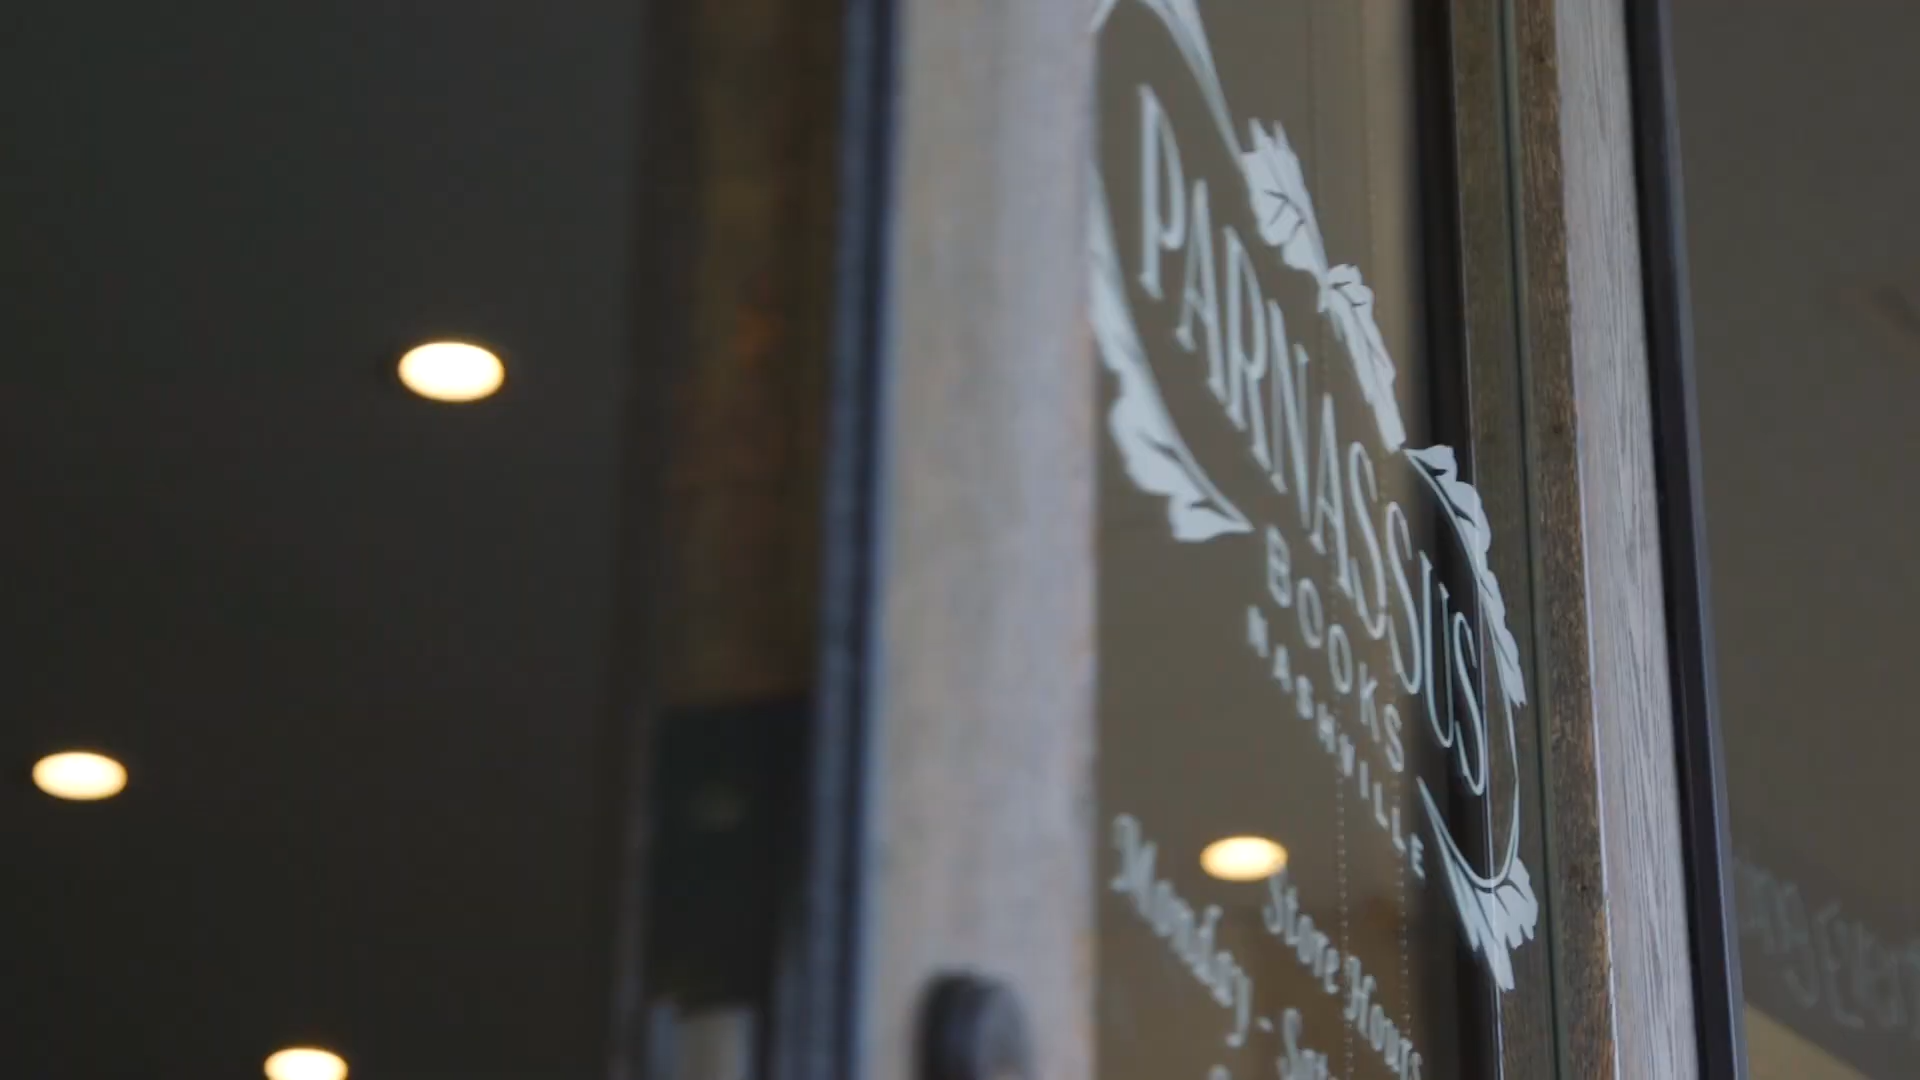 PARNASSUS
BOOKS
NASHVILLE
Store Hours
Monday -